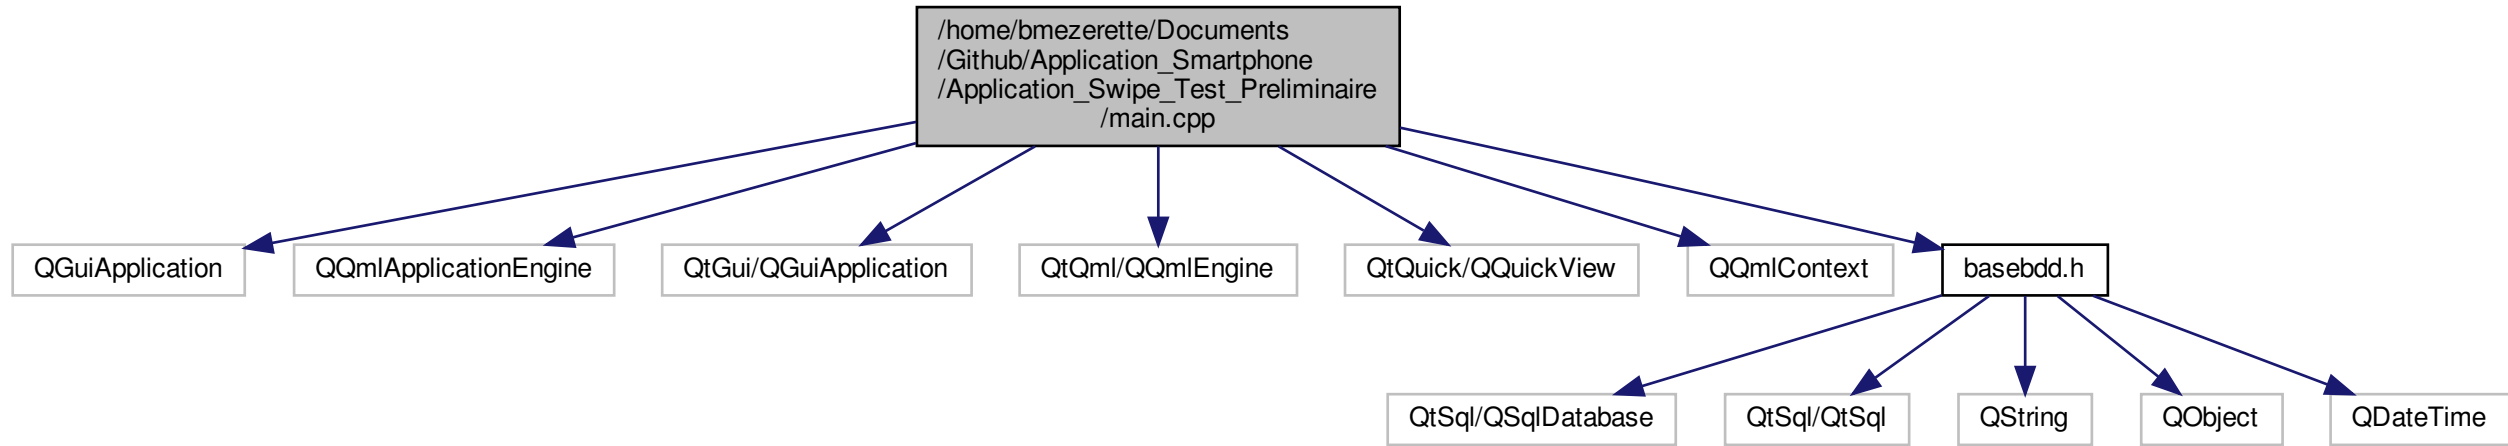 /home/bmezerette/Documents
/Github/Application_Smartphone
/Application_Swipe_Test_Preliminaire
/main.cpp
QGuiApplication
QQmlApplicationEngine
QtGui/QGuiApplication
QtQml/QQmlEngine
QtQuick/QQuickView
QQmlContext
basebdd.h
QtSql/QSqlDatabase
QtSql/QtSql
QString
QObject
QDateTime